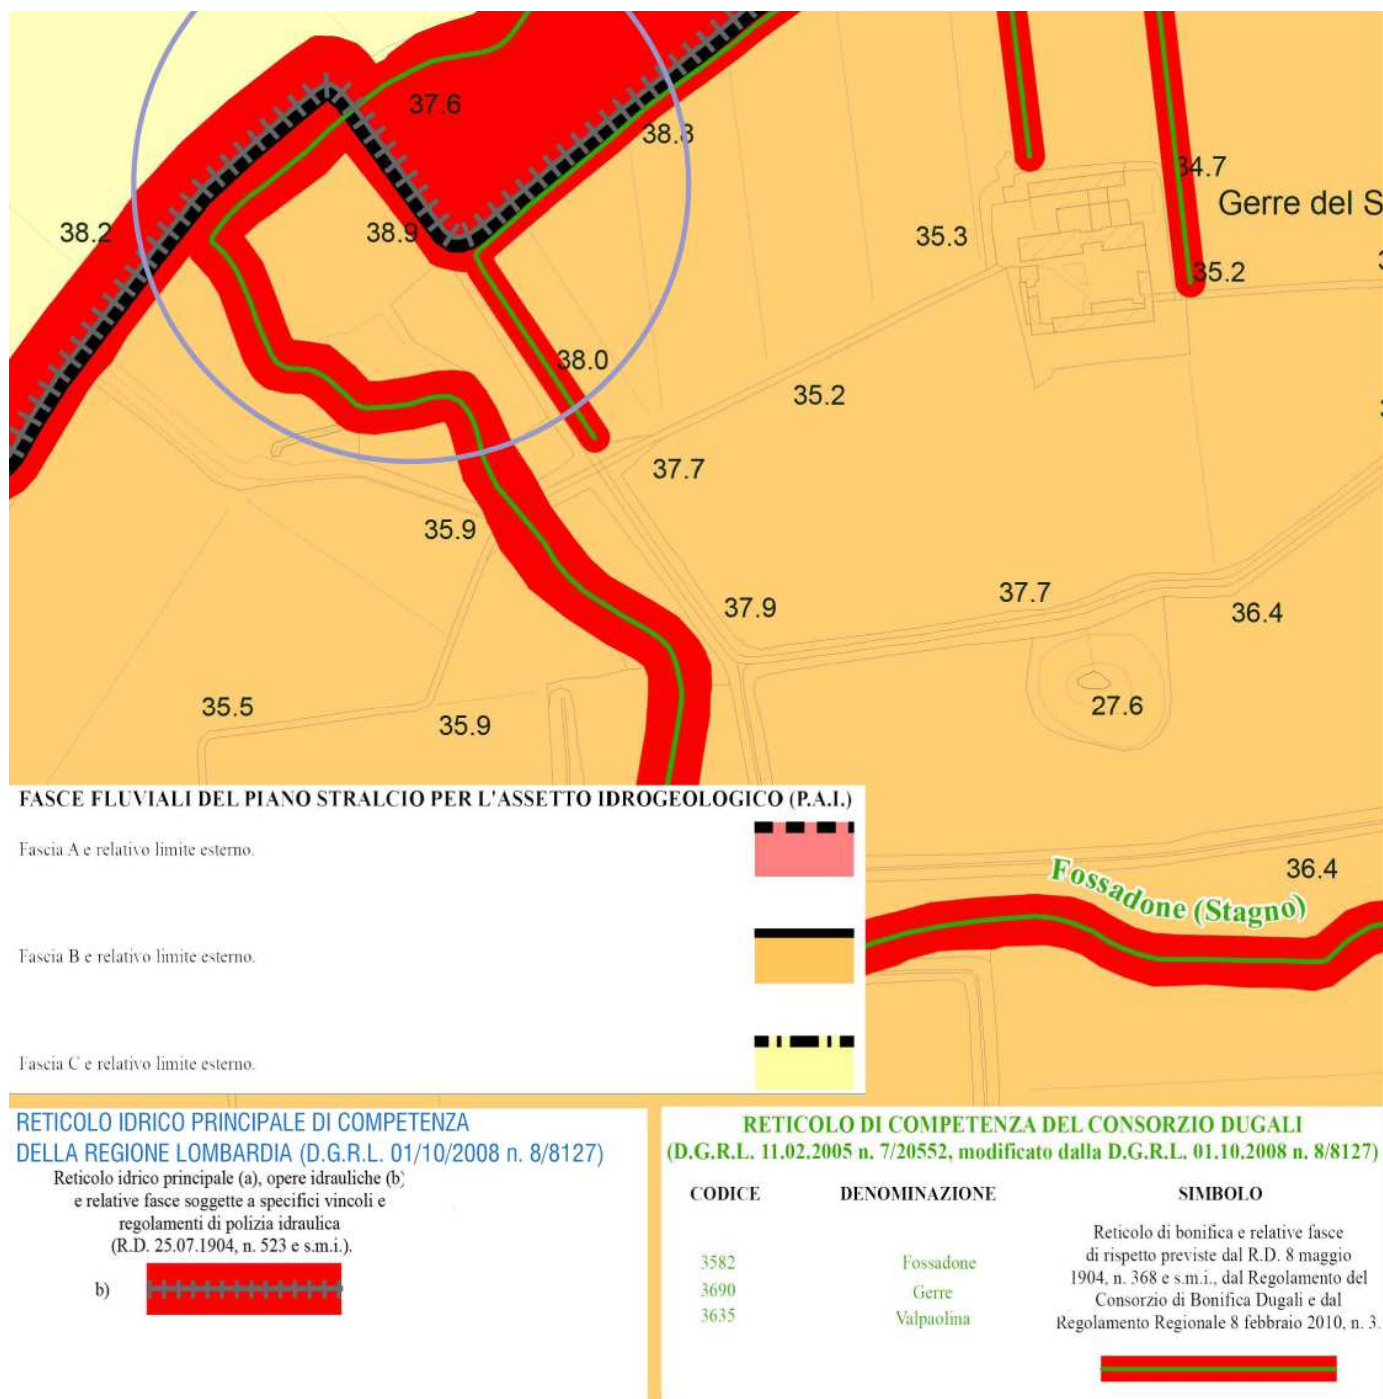 37.6
38.3
34.7
Gerre del S
38.2
38.9
35.3
35.2
38.0
35.2
37.7
35.9
37.9
37.7
36.4
35.5
35.9
27.6
FASCE FLUVIALI DEL PIANO STRALCIO PER L'ASSETTO IDROGEOLOGICO (P.A.I.)
Fascia A e relativo limite esterno.
Fossadone (Stagno)
36.4
Fascia B e relativo limite esterno.
Fascia C e relativo limite esterno.
RETICOLO IDRICO PRINCIPALE DI COMPETENZA
DELLA REGIONE LOMBARDIA (D.G.R.L. 01/10/2008 n. 8/8127)
Reticolo idrico principale (a), opere idrauliche (b)
e relative fasce soggette a specifici vincoli e
regolamenti di polizia idraulica
(R.D. 25.07.1904, n. 523 e s.m.i.).
b)
RETICOLO DI COMPETENZA DEL CONSORZIO DUGALI
(D.G.R.L. 11.02.2005 n. 7/20552, modificato dalla D.G.R.L. 01.10.2008 n. 8/8127)
CODICE DENOMINAZIONE SIMBOLO
3582 Fossadone
3690 Gerre
3635 Valpaolina
Reticolo di bonifica e relative fasce
di rispetto previste dal R.D. 8 maggio
1904, n. 368 e s.m.i., dal Regolamento del
Consorzio di Bonifica Dugali e dal
Regolamento Regionale 8 febbraio 2010, n. 3.